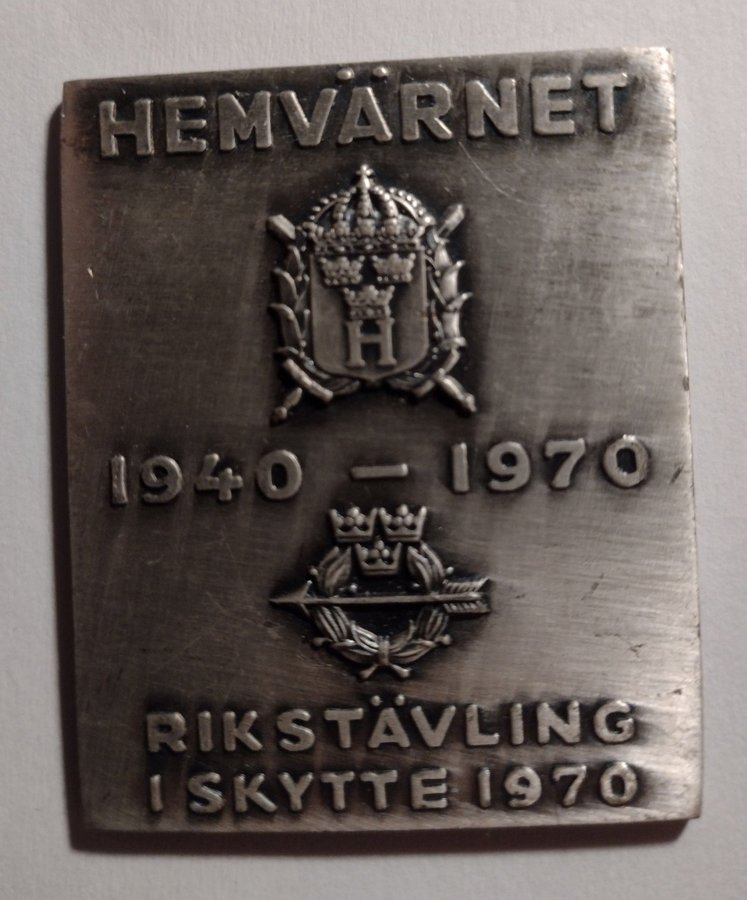 HEMVÄRNET
H
1940 – 1970
RIKSTÄVLING
I SKYTTE 1970